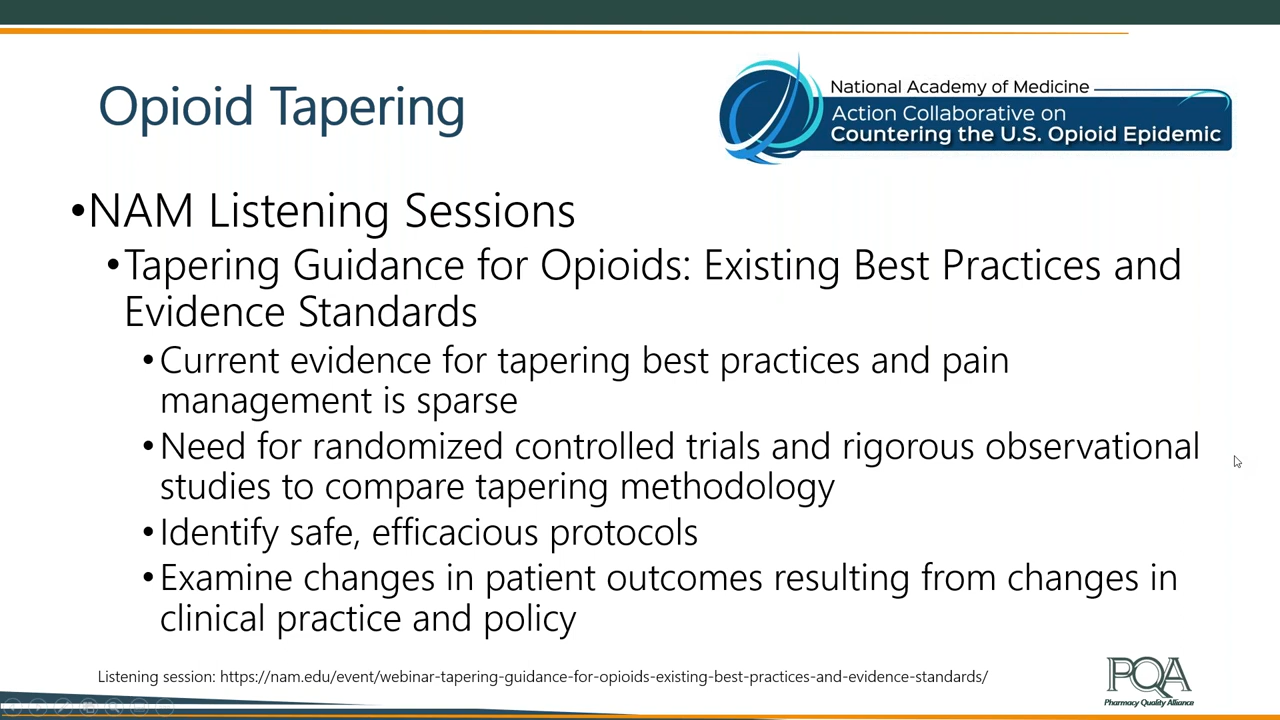 Opioid Tapering
National Academy of Medicine
Action Collaborative on
Countering the U.S. Opioid Epidemic
•NAM Listening Sessions
•Tapering Guidance for Opioids: Existing Best Practices and
Evidence Standards
•Current evidence for tapering best practices and pain
management is sparse
•Need for randomized controlled trials and rigorous observational
studies to compare tapering methodology
•Identify safe, efficacious protocols
•Examine changes in patient outcomes resulting from changes in
clinical practice and policy
Listening session: https://nam.edu/event/webinar-tapering-guidance-for-opioids-existing-best-practices-and-evidence-standards/
PQA
Pharmacy Quality Alliance